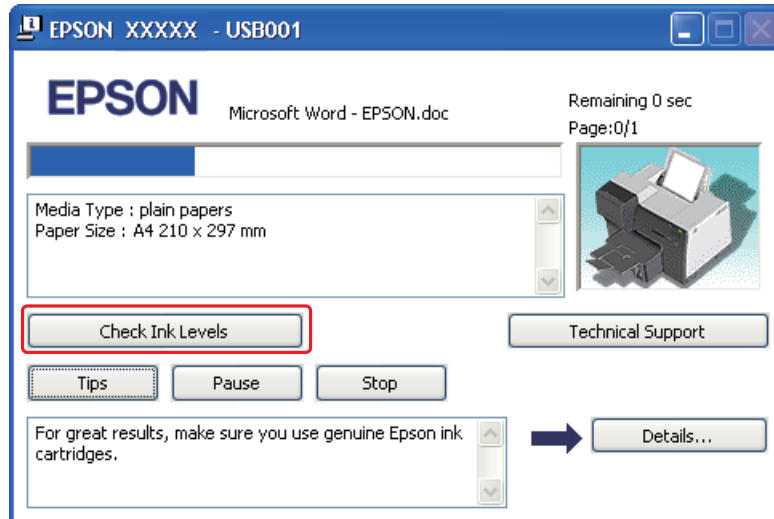 EPSON XXXXX - USB001
EPSON
Microsoft Word - EPSON.doc
Remaining 0 sec
Page:0/1
Media Type : plain papers
Paper Size : A4 210 x 297 mm
Check Ink Levels
Technical Support
Tips
Pause
Stop
For great results, make sure you use genuine Epson ink
cartridges.
Details...